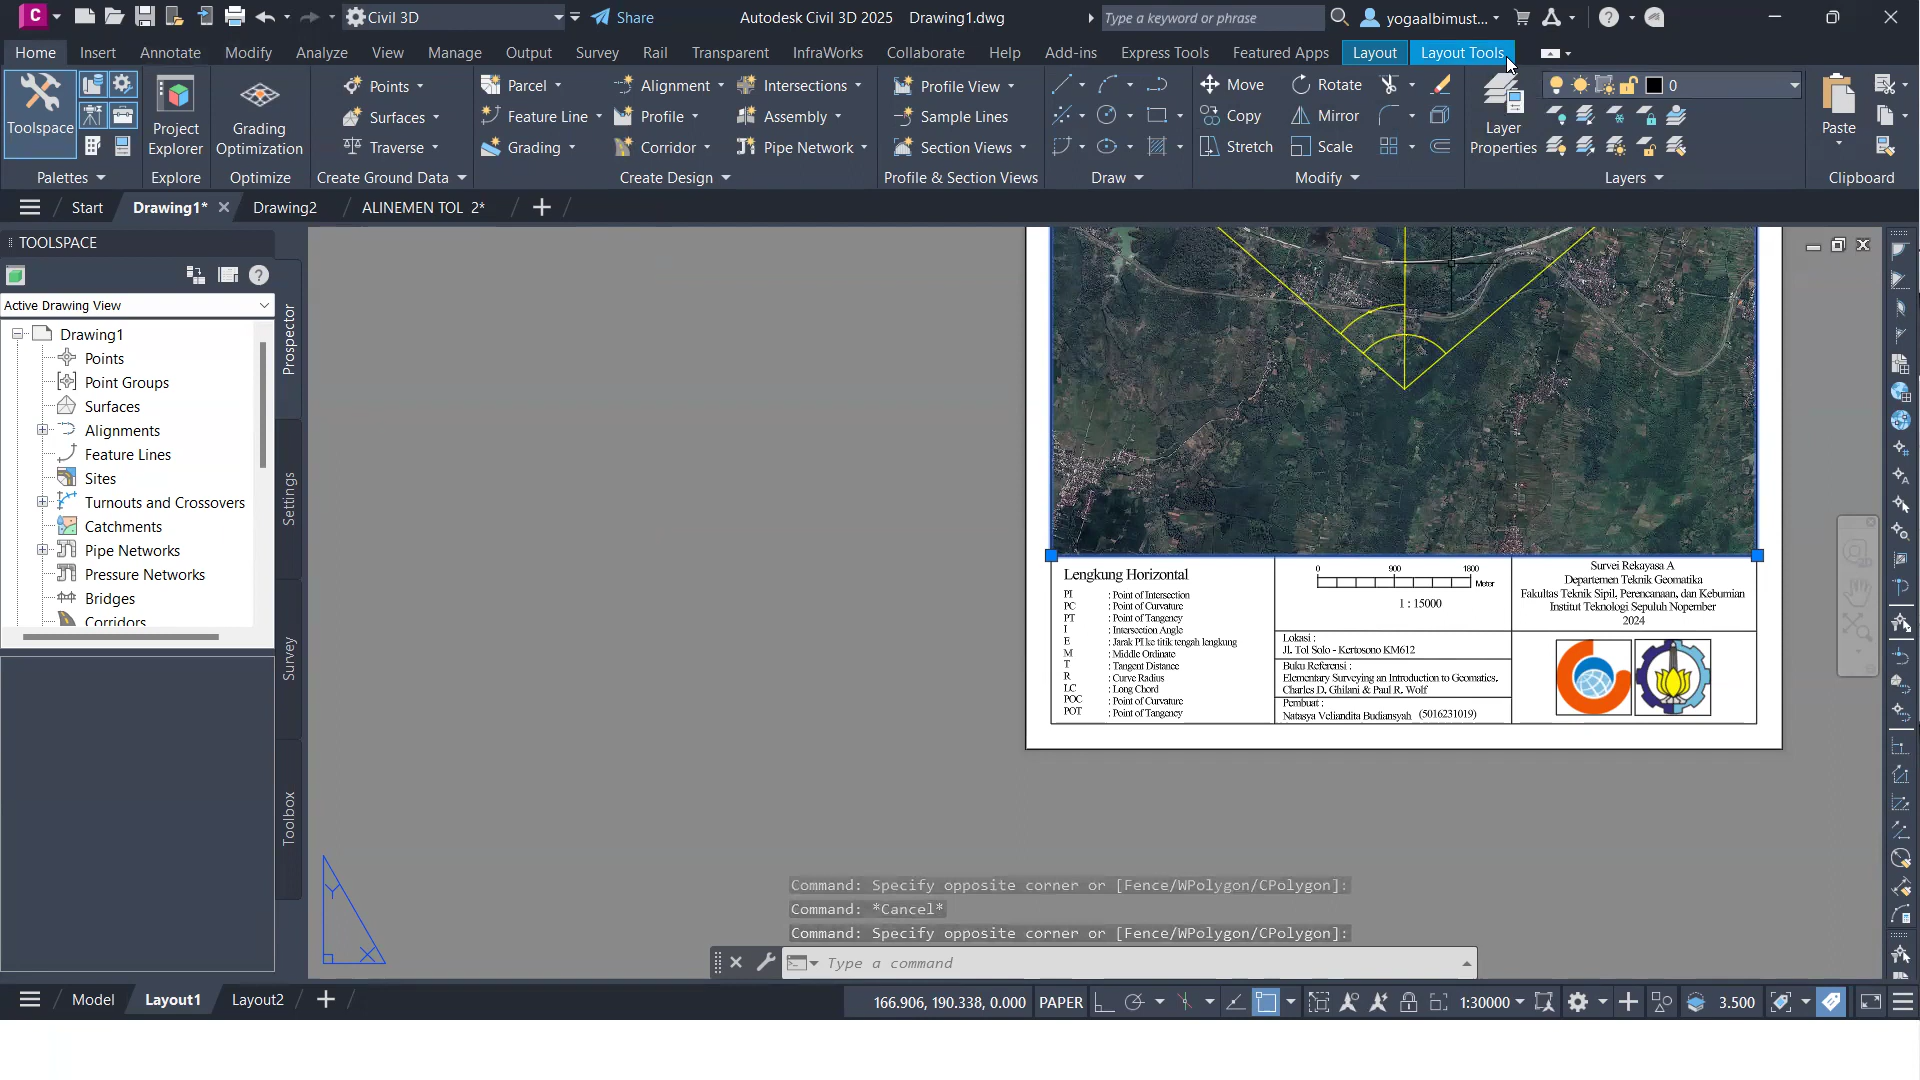 C
Civil 3D
Share
Autodesk Civil 3D 2025 Drawing1.dwg
Type a keyword or phrase
yogaalbimust...
Home Insert Annotate Modify Analyze View Manage Output Survey Rail Transparent InfraWorks Collaborate Help Add-ins Express Tools Featured Apps Layout Layout Tools
Toolspace
Project Explorer
Grading Optimization
Points
Surfaces
Traverse
Parcel
Feature Line
Grading
Alignment
Profile
Corridor
Intersections
Assembly
Pipe Network
Profile View
Sample Lines
Section Views
Move
Copy
Stretch
Rotate
Mirror
Scale
Layer Properties
0
Paste
Palettes Explore Optimize Create Ground Data Create Design Profile & Section Views Draw Modify Layers Clipboard
Start Drawing1* Drawing2 ALINEMEN TOL 2*
TOOLSPACE
Active Drawing View
Drawing1
Points
Point Groups
Surfaces
Alignments
Feature Lines
Sites
Turnouts and Crossovers
Catchments
Pipe Networks
Pressure Networks
Bridges
Corridors
Prospector
Settings
Survey
Toolbox
Lengkung Horizontal
PI : Point of Intersection
PC : Point of Curvature
PT : Point of Tangency
I : Intersection Angle
E : Jarak PI ke titik tengah lengkung
M : Middle Ordinate
T : Tangent Distance
R : Curve Radius
LC : Long Chord
POC : Point of Curvature
POT : Point of Tangency
0 900 1800
Meter
1 : 15000
Lokasi :
Jl. Tol Solo - Kertosono KM612
Buku Referensi :
Elementary Surveying an Introduction to Geomatics.
Charles D. Ghilani & Paul R. Wolf
Pembuat :
Natasya Veliandita Budiansyah (5016231019)
Survei Rekayasa A
Departemen Teknik Geomatika
Fakultas Teknik Sipil, Perencanaan, dan Kebumian
Institut Teknologi Sepuluh Nopember
2024
Y
X
Command: Specify opposite corner or [Fence/WPolygon/CPolygon]:
Command: *Cancel*
Command: Specify opposite corner or [Fence/WPolygon/CPolygon]:
Type a command
Model Layout1 Layout2
166.906, 190.338, 0.000 PAPER 1:30000 3.500